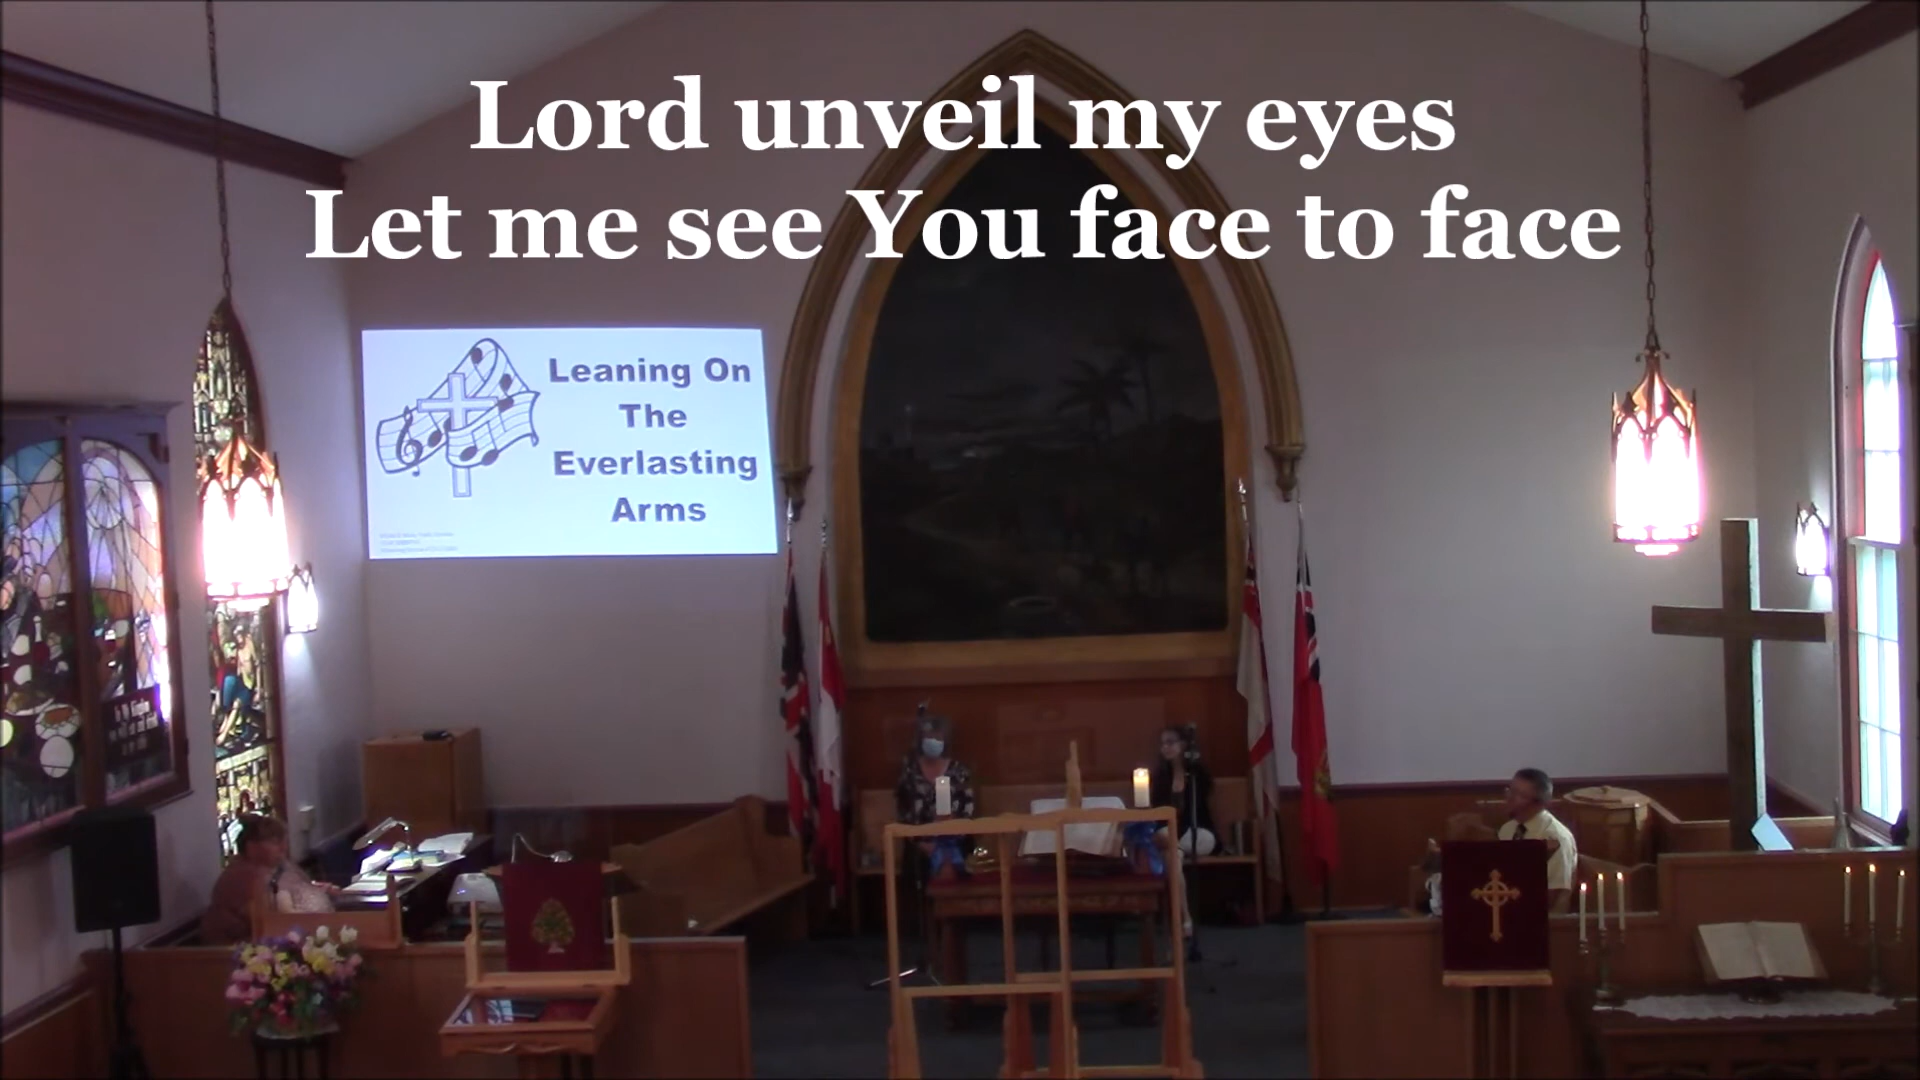 Lord unveil my eyes
Let me see You face to face
Leaning On
The
Everlasting
Arms